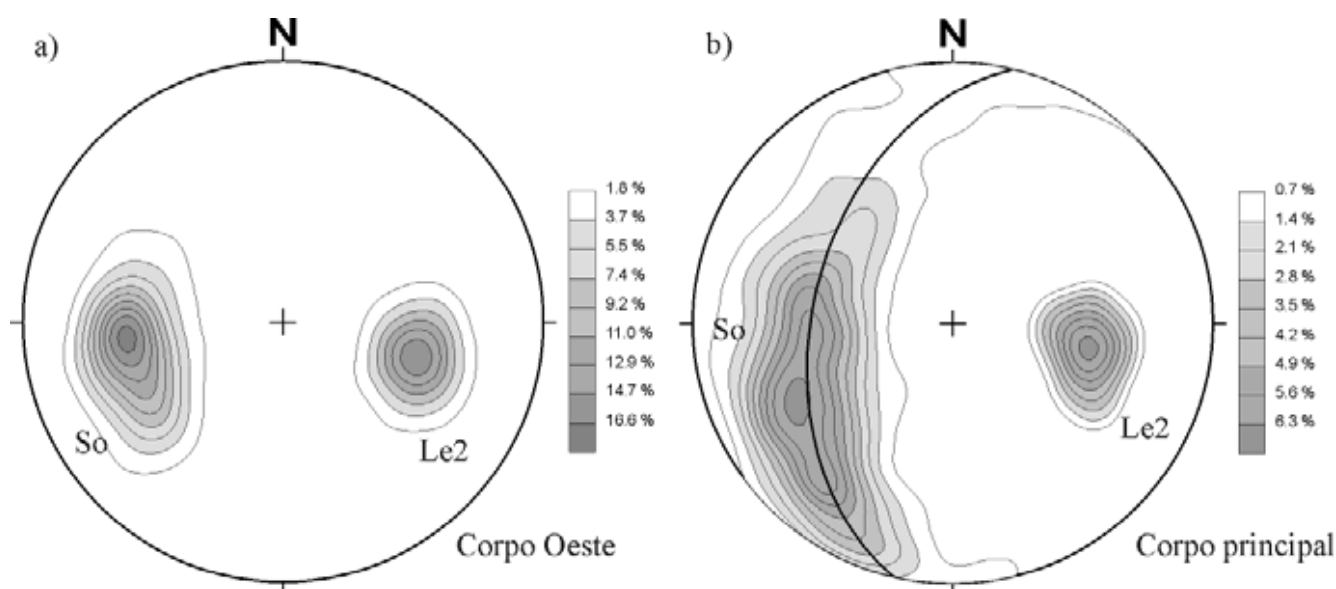 a)
N
So
Le2
Corpo Oeste
1.8 %
3.7 %
5.5 %
7.4 %
9.2 %
11.0 %
12.9 %
14.7 %
16.6 %
b)
N
So
Le2
Corpo principal
0.7 %
1.4 %
2.1 %
2.8 %
3.5 %
4.2 %
4.9 %
5.6 %
6.3 %